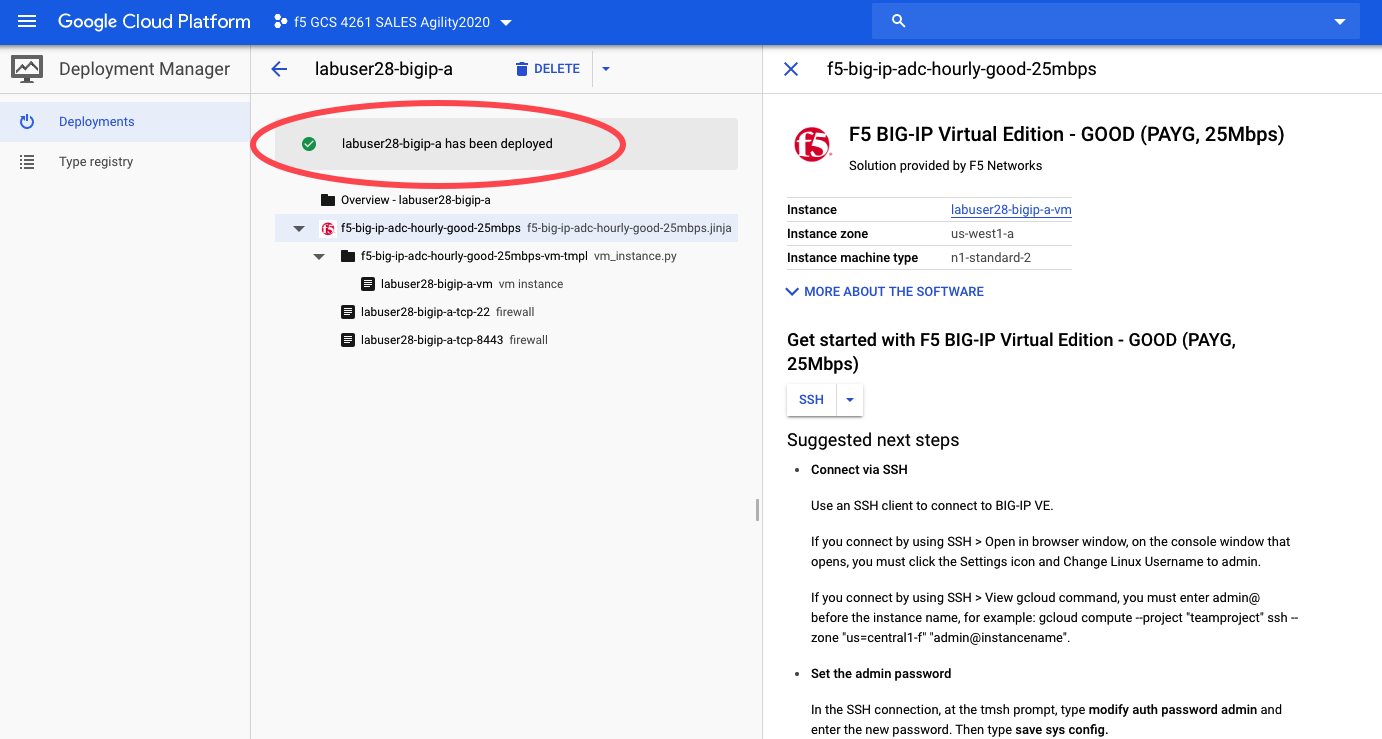 Google Cloud Platform
f5 GCS 4261 SALES Agility2020
Deployment Manager
labuser28-bigip-a
DELETE
f5-big-ip-adc-hourly-good-25mbps
Deployments
Type registry
labuser28-bigip-a has been deployed
Overview - labuser28-bigip-a
f5 f5-big-ip-adc-hourly-good-25mbps f5-big-ip-adc-hourly-good-25mbps.jinja
f5-big-ip-adc-hourly-good-25mbps-vm-tmpl vm_instance.py
labuser28-bigip-a-vm vm instance
labuser28-bigip-a-tcp-22 firewall
labuser28-bigip-a-tcp-8443 firewall
f5
F5 BIG-IP Virtual Edition - GOOD (PAYG, 25Mbps)
Solution provided by F5 Networks
Instance labuser28-bigip-a-vm
Instance zone us-west1-a
Instance machine type n1-standard-2
MORE ABOUT THE SOFTWARE
Get started with F5 BIG-IP Virtual Edition - GOOD (PAYG,
25Mbps)
SSH
Suggested next steps
• Connect via SSH
Use an SSH client to connect to BIG-IP VE.
If you connect by using SSH > Open in browser window, on the console window that
opens, you must click the Settings icon and Change Linux Username to admin.
If you connect by using SSH > View gcloud command, you must enter admin@
before the instance name, for example: gcloud compute --project "teamproject" ssh --
zone "us=central1-f" "admin@instancename".
• Set the admin password
In the SSH connection, at the tmsh prompt, type modify auth password admin and
enter the new password. Then type save sys config.